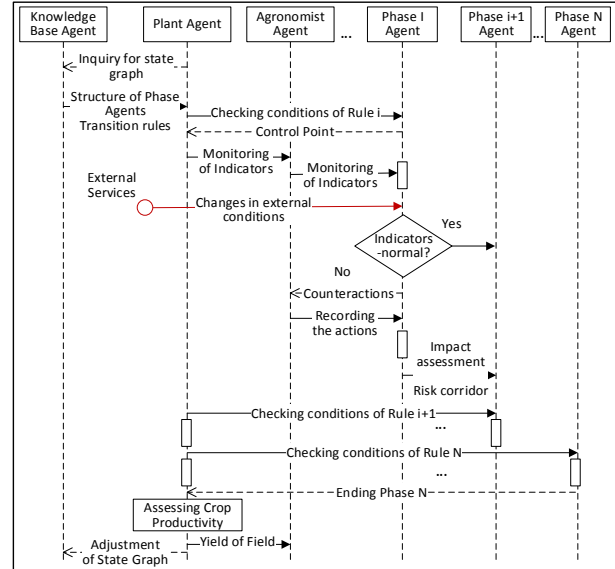 Knowledge
Base Agent
Plant Agent
Agronomist
Agent
...
Phase I
Agent
Phase i+1
Agent
...
Phase N
Agent
Inquiry for state
graph
Structure of Phase
Agents
Transition rules
Checking conditions of Rule i
Control Point
Monitoring
of Indicators
Monitoring
of Indicators
External
Services
Changes in external
conditions
Yes
Indicators
-normal?
No
Counteractions
Recording
the actions
Impact
assessment
Risk corridor
Checking conditions of Rule i+1
...
Checking conditions of Rule N
...
Ending Phase N
Assessing Crop
Productivity
Adjustment
of State Graph
Yield of Field